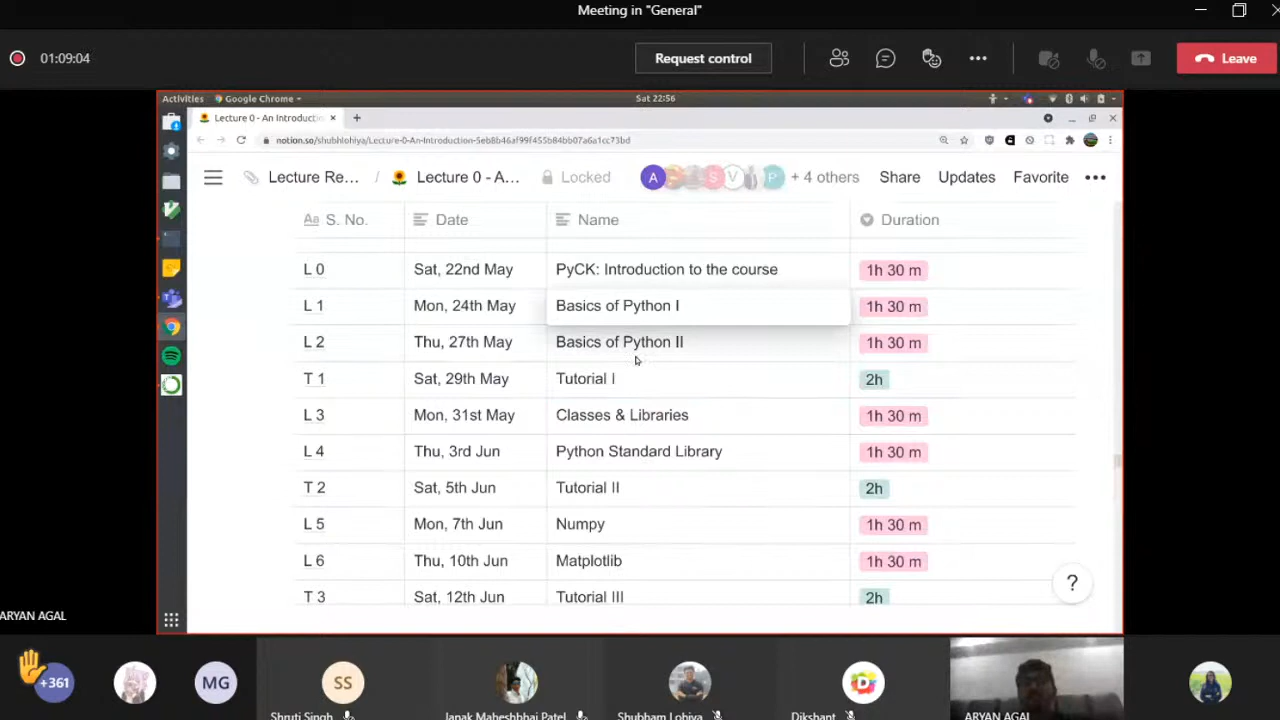 Meeting in "General"
01:09:04
Request control
Leave
Activities
Google Chrome
Sat 22:56
Lecture 0 - An Introductic
notion.so/shubhlohiya/Lecture-0-An-Introduction-5eb8b46af99f455b84bb07a6a1cc73bd
Lecture Re... / Lecture 0 - A... Locked
A S V P + 4 others Share Updates Favorite
Aa S. No. Date Name Duration
L 0 Sat, 22nd May PyCK: Introduction to the course 1h 30 m
L 1 Mon, 24th May Basics of Python I 1h 30 m
L 2 Thu, 27th May Basics of Python II 1h 30 m
T 1 Sat, 29th May Tutorial I 2h
L 3 Mon, 31st May Classes & Libraries 1h 30 m
L 4 Thu, 3rd Jun Python Standard Library 1h 30 m
T 2 Sat, 5th Jun Tutorial II 2h
L 5 Mon, 7th Jun Numpy 1h 30 m
L 6 Thu, 10th Jun Matplotlib 1h 30 m
T 3 Sat, 12th Jun Tutorial III 2h
?
ARYAN AGAL
+361
MG
SS
D
Shruti Singh
Janak Maheshbhai Patel
Shubham Lohiya
Dikshant
ARYAN AGAL